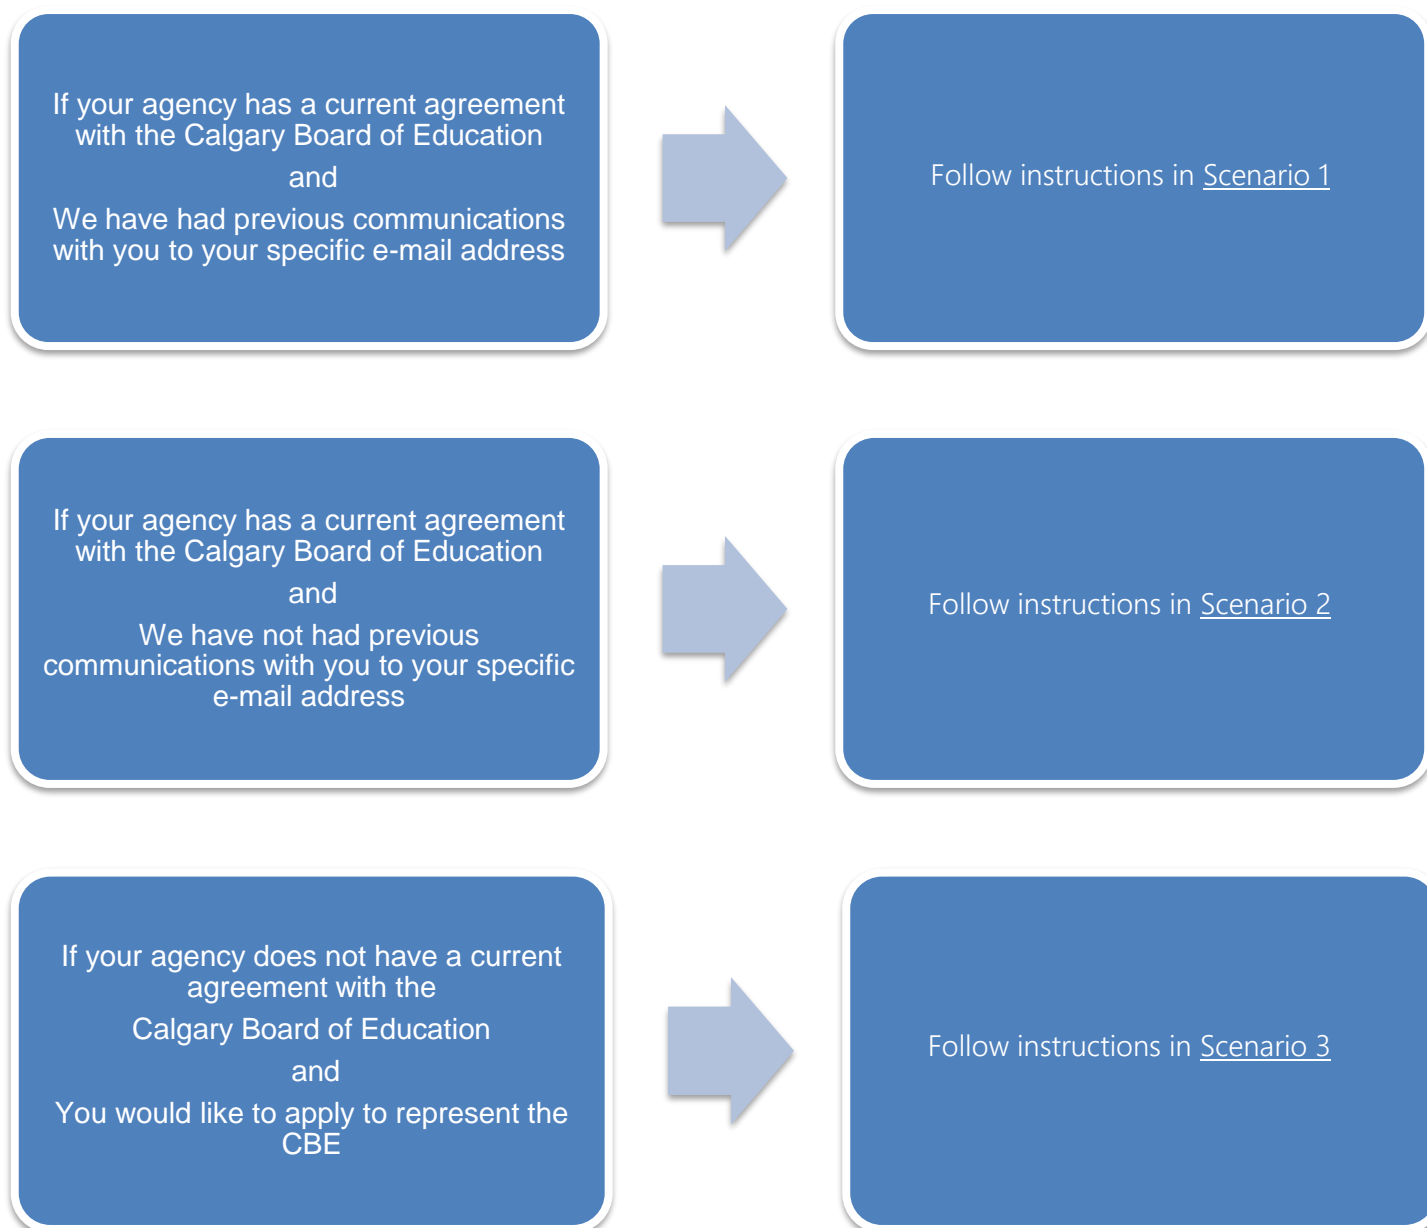 If your agency has a current agreement
with the Calgary Board of Education
and
We have had previous communications
with you to your specific e-mail address
Follow instructions in Scenario 1
If your agency has a current agreement
with the Calgary Board of Education
and
We have not had previous
communications with you to your specific
e-mail address
Follow instructions in Scenario 2
If your agency does not have a current
agreement with the
Calgary Board of Education
and
You would like to apply to represent the
CBE
Follow instructions in Scenario 3